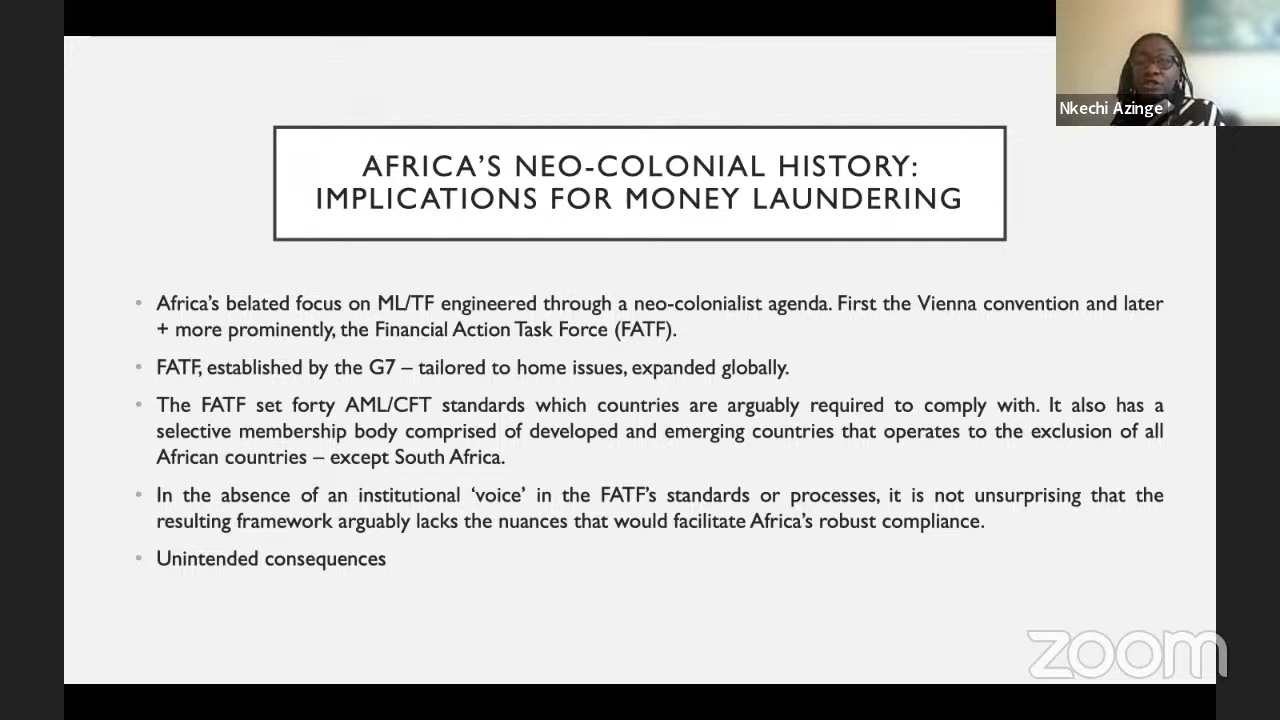 Nkechi Azinge
AFRICA'S NEO-COLONIAL HISTORY:
IMPLICATIONS FOR MONEY LAUNDERING
• Africa's belated focus on ML/TF engineered through a neo-colonialist agenda. First the Vienna convention and later
+ more prominently, the Financial Action Task Force (FATF).
• FATF, established by the G7 – tailored to home issues, expanded globally.
• The FATF set forty AML/CFT standards which countries are arguably required to comply with. It also has a
selective membership body comprised of developed and emerging countries that operates to the exclusion of all
African countries – except South Africa.
• In the absence of an institutional 'voice' in the FATF's standards or processes, it is not unsurprising that the
resulting framework arguably lacks the nuances that would facilitate Africa's robust compliance.
• Unintended consequences
zoom